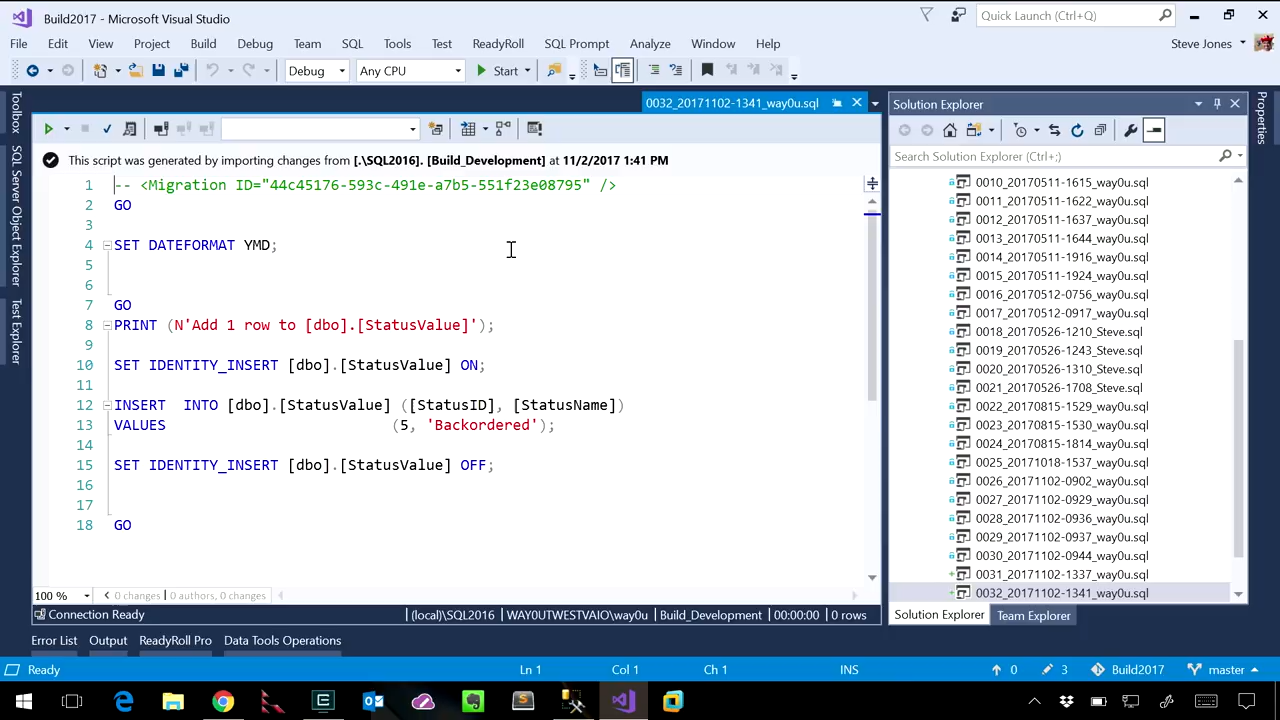 Build2017 - Microsoft Visual Studio
Quick Launch (Ctrl+Q)
File Edit View Project Build Debug Team SQL Tools Test ReadyRoll SQL Prompt Analyze Window Help
Steve Jones
Debug Any CPU Start
0032_20171102-1341_way0u.sql
Toolbox
SQL Server Object Explorer
Test Explorer
This script was generated by importing changes from [.\SQL2016]. [Build_Development] at 11/2/2017 1:41 PM
1 -- <Migration ID="44c45176-593c-491e-a7b5-551f23e08795" />
2 GO
3
4 SET DATEFORMAT YMD;
5
6
7 GO
8 PRINT (N'Add 1 row to [dbo].[StatusValue]');
9
10 SET IDENTITY_INSERT [dbo].[StatusValue] ON;
11
12 INSERT INTO [dbo].[StatusValue] ([StatusID], [StatusName])
13 VALUES (5, 'Backordered');
14
15 SET IDENTITY_INSERT [dbo].[StatusValue] OFF;
16
17
18 GO
100 % 0 changes | 0 authors, 0 changes
Connection Ready (local)\SQL2016 WAY0UTWESTVAIO\way0u Build_Development 00:00:00 0 rows
Solution Explorer
Search Solution Explorer (Ctrl+;)
0010_20170511-1615_way0u.sql
0011_20170511-1622_way0u.sql
0012_20170511-1637_way0u.sql
0013_20170511-1644_way0u.sql
0014_20170511-1916_way0u.sql
0015_20170511-1924_way0u.sql
0016_20170512-0756_way0u.sql
0017_20170512-0917_way0u.sql
0018_20170526-1210_Steve.sql
0019_20170526-1243_Steve.sql
0020_20170526-1310_Steve.sql
0021_20170526-1708_Steve.sql
0022_20170815-1529_way0u.sql
0023_20170815-1530_way0u.sql
0024_20170815-1814_way0u.sql
0025_20171018-1537_way0u.sql
0026_20171102-0902_way0u.sql
0027_20171102-0929_way0u.sql
0028_20171102-0936_way0u.sql
0029_20171102-0937_way0u.sql
0030_20171102-0944_way0u.sql
0031_20171102-1337_way0u.sql
0032_20171102-1341_way0u.sql
Solution Explorer Team Explorer
Properties
Error List Output ReadyRoll Pro Data Tools Operations
Ready Ln 1 Col 1 Ch 1 INS 0 3 Build2017 master